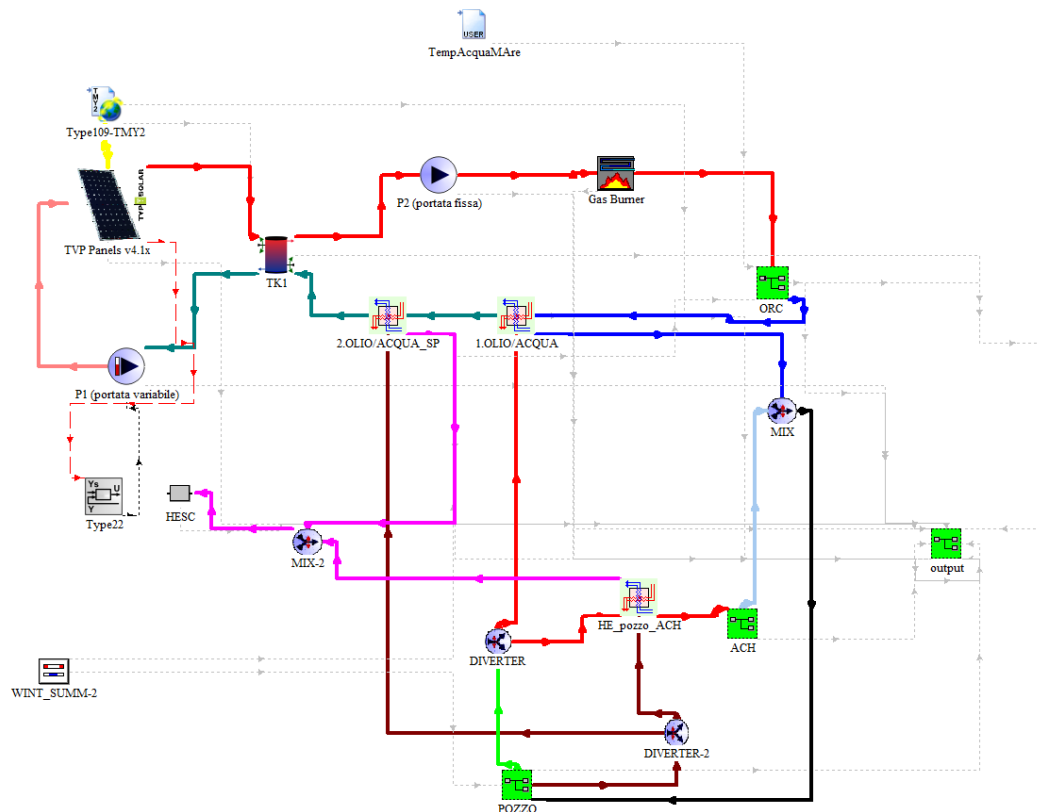 USER
TempAcquaMAre
TMY2
Type109-TMY2
TVP SOLAR
TVP Panels v4.1x
P2 (portata fissa)
Gas Burner
TK1
ORC
2.OLIO/ACQUA_SP
1.OLIO/ACQUA
P1 (portata variabile)
MIX
Ys
U
Y
Type22
HESC
MIX-2
output
HE_pozzo_ACH
ACH
DIVERTER
WINT_SUMM-2
DIVERTER-2
POZZO